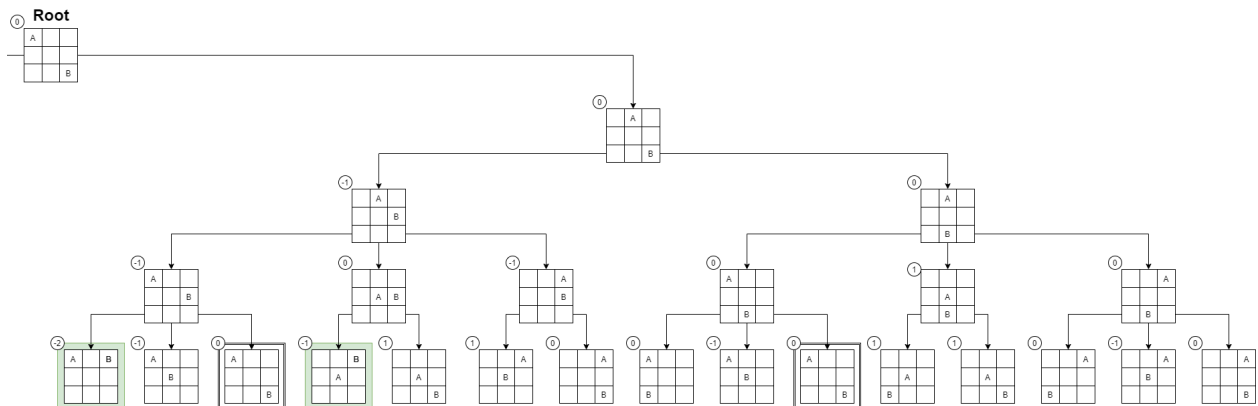 0 Root
A
B
0
A
B
-1 0
A A
B
B
-1 0 -1 0 1 0
A A A A
B A B B A
B B B
-2 -1 0 -1 1 1 0 0 -1 0 1 1 0 -1 0
A B A A B A A A A A A A A
B A A B B A A B
B B B B B B B B B